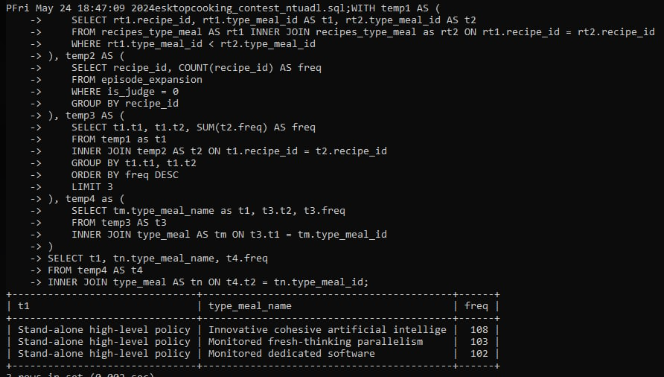 PFri May 24 18:47:09 2024esktopcooking_contest_ntuadl.sql;WITH temp1 AS (
    -> SELECT rt1.recipe_id, rt1.type_meal_id AS t1, rt2.type_meal_id AS t2
    -> FROM recipes_type_meal AS rt1 INNER JOIN recipes_type_meal as rt2 ON rt1.recipe_id = rt2.recipe_id
    -> WHERE rt1.type_meal_id < rt2.type_meal_id
    -> ), temp2 AS (
    -> SELECT recipe_id, COUNT(recipe_id) AS freq
    -> FROM episode_expansion
    -> WHERE is_judge = 0
    -> GROUP BY recipe_id
    -> ), temp3 AS (
    -> SELECT t1.t1, t1.t2, SUM(t2.freq) AS freq
    -> FROM temp1 as t1
    -> INNER JOIN temp2 AS t2 ON t1.recipe_id = t2.recipe_id
    -> GROUP BY t1.t1, t1.t2
    -> ORDER BY freq DESC
    -> LIMIT 3
    -> ), temp4 as (
    -> SELECT tm.type_meal_name as t1, t3.t2, t3.freq
    -> FROM temp3 AS t3
    -> INNER JOIN type_meal AS tm ON t3.t1 = tm.type_meal_id
    -> )
    -> SELECT t1, tn.type_meal_name, t4.freq
    -> FROM temp4 AS t4
    -> INNER JOIN type_meal AS tn ON t4.t2 = tn.type_meal_id;
| t1 | type_meal_name | freq |
| Stand-alone high-level policy | Innovative cohesive artificial intellige | 108 |
| Stand-alone high-level policy | Monitored fresh-thinking parallelism | 103 |
| Stand-alone high-level policy | Monitored dedicated software | 102 |
3 rows in set (0.002 sec)